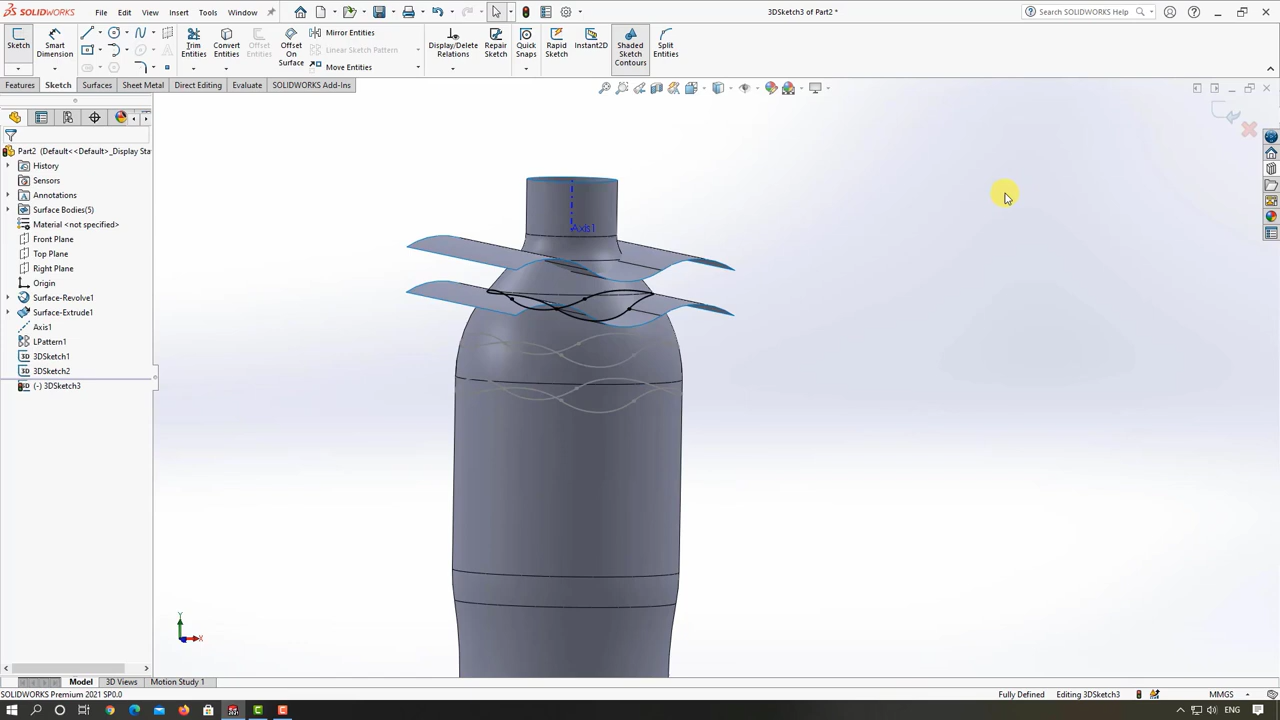 SOLIDWORKS File Edit View Insert Tools Window 3DSketch3 of Part2 * Search SOLIDWORKS Help
Sketch Smart Dimension Trim Entities Convert Entities Offset Entities Offset On Surface Mirror Entities Linear Sketch Pattern Move Entities Display/Delete Relations Repair Sketch Quick Snaps Rapid Sketch Instant2D Shaded Sketch Contours Split Entities
Features Sketch Surfaces Sheet Metal Direct Editing Evaluate SOLIDWORKS Add-Ins
Part2 (Default<<Default>_Display Sta
History
Sensors
Annotations
Surface Bodies(5)
Material <not specified>
Front Plane
Top Plane
Right Plane
Origin
Surface-Revolve1
Surface-Extrude1
Axis1
LPattern1
3D 3DSketch1
3D 3DSketch2
3D (-) 3DSketch3
Axis1
Y
X
Model 3D Views Motion Study 1
SOLIDWORKS Premium 2021 SP0.0 Fully Defined Editing 3DSketch3 MMGS
2021 ENG